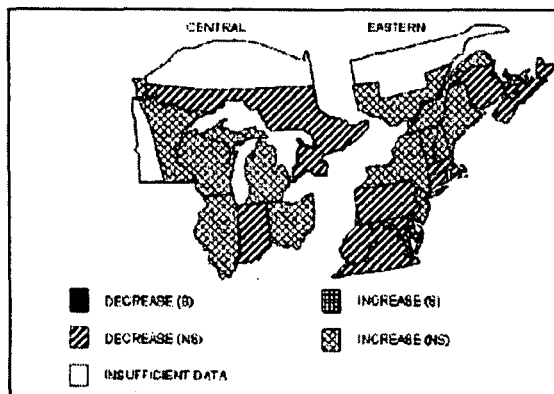 CENTRAL EASTERN
DECREASE (S) INCREASE (S)
DECREASE (NS) INCREASE (NS)
INSUFFICIENT DATA